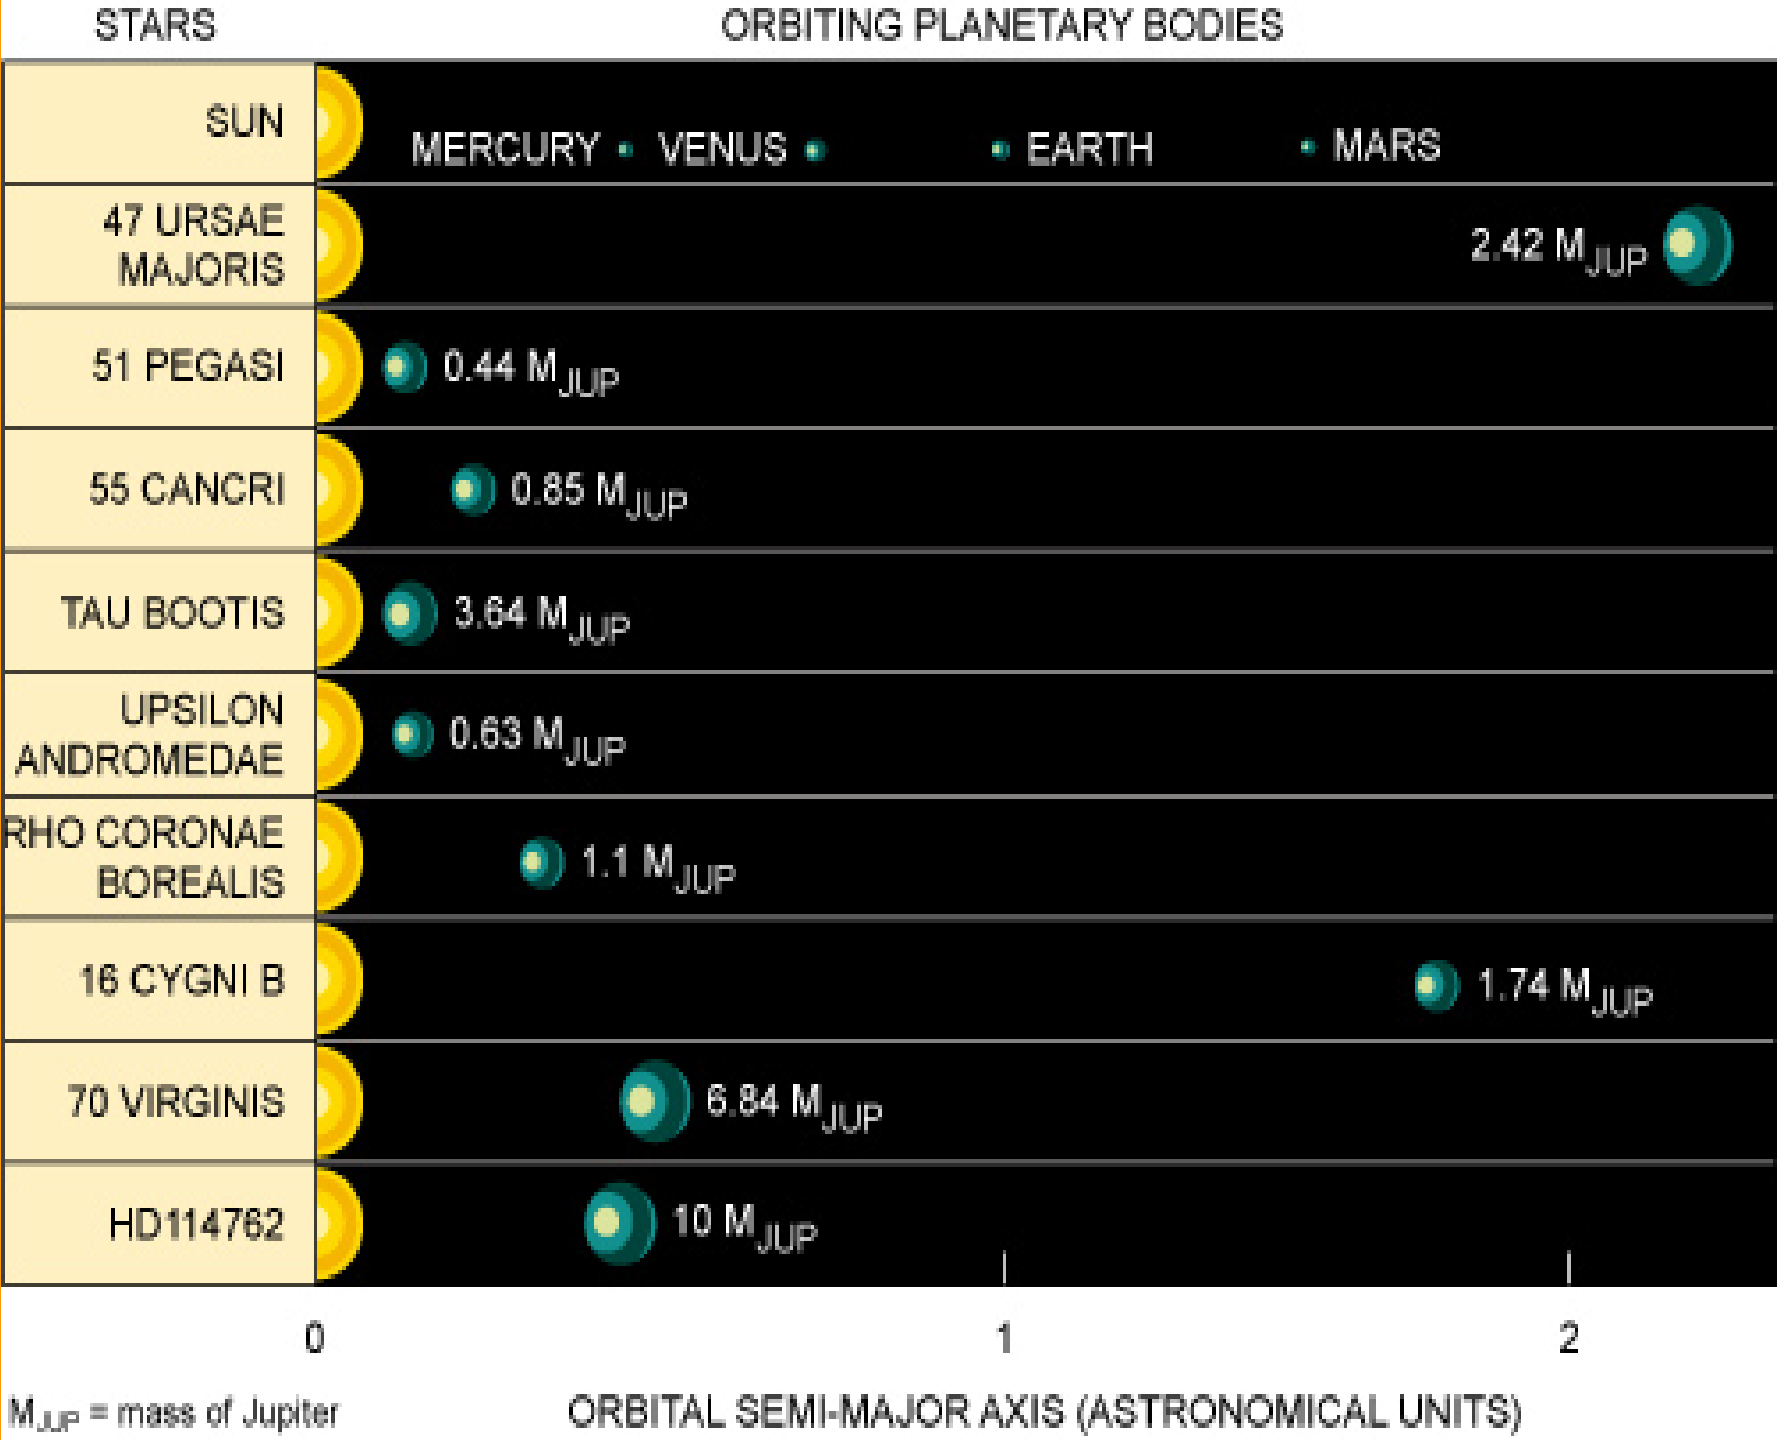 STARS
ORBITING PLANETARY BODIES
SUN
MERCURY VENUS EARTH MARS
47 URSAE
MAJORIS
2.42 MJUP
51 PEGASI
0.44 MJUP
55 CANCRI
0.85 MJUP
TAU BOOTIS
3.64 MJUP
UPSILON
ANDROMEDAE
0.63 MJUP
RHO CORONAE
BOREALIS
1.1 MJUP
16 CYGNI B
1.74 MJUP
70 VIRGINIS
6.84 MJUP
HD114762
10 MJUP
0 1 2
MJUP = mass of Jupiter
ORBITAL SEMI-MAJOR AXIS (ASTRONOMICAL UNITS)